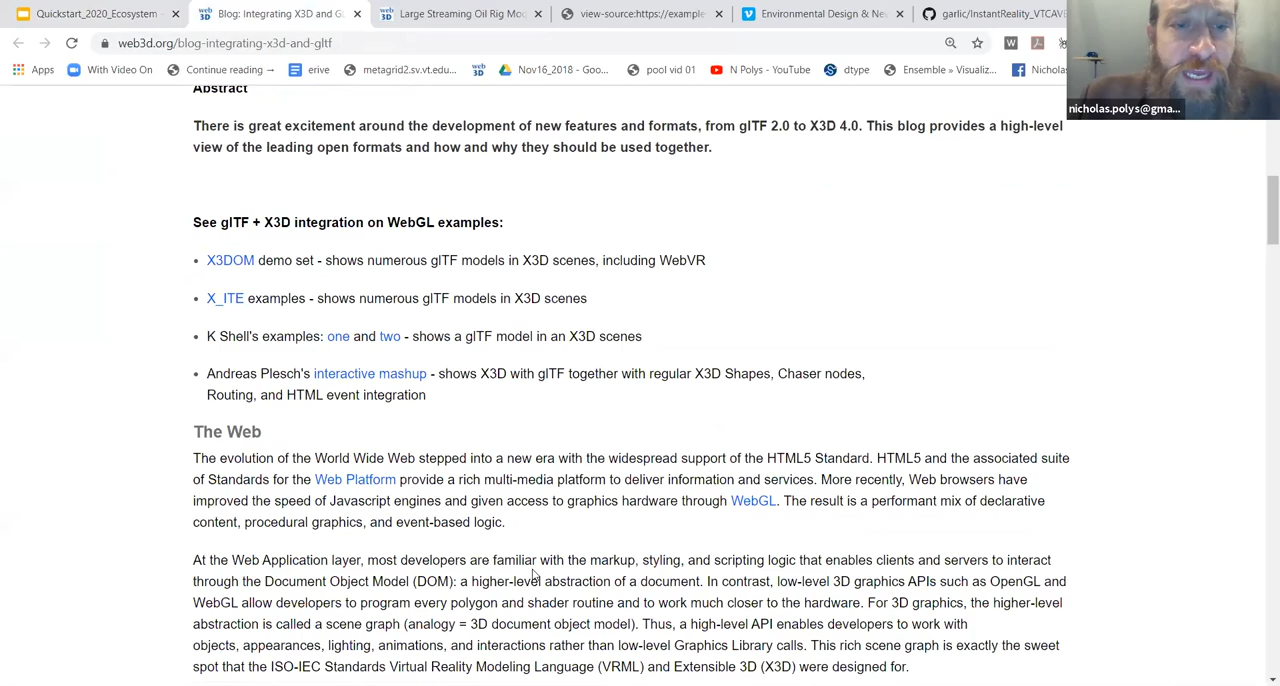 Quickstart_2020_Ecosystem - Blog: Integrating X3D and Gl Large Streaming Oil Rig Moc view-source:https://example Environmental Design & Nev garlic/InstantReality_VTCAVE
web3d.org/blog-integrating-x3d-and-gltf
Apps With Video On Continue reading → erive metagrid2.sv.vt.edu... Nov16_2018 - Goo... pool vid 01 N Polys - YouTube dtype Ensemble » Visualiz... Nichola
nicholas.polys@gma...
Abstract
There is great excitement around the development of new features and formats, from glTF 2.0 to X3D 4.0. This blog provides a high-level
view of the leading open formats and how and why they should be used together.
See glTF + X3D integration on WebGL examples:
• X3DOM demo set - shows numerous glTF models in X3D scenes, including WebVR
• X_ITE examples - shows numerous glTF models in X3D scenes
• K Shell's examples: one and two - shows a glTF model in an X3D scenes
• Andreas Plesch's interactive mashup - shows X3D with glTF together with regular X3D Shapes, Chaser nodes,
Routing, and HTML event integration
The Web
The evolution of the World Wide Web stepped into a new era with the widespread support of the HTML5 Standard. HTML5 and the associated suite
of Standards for the Web Platform provide a rich multi-media platform to deliver information and services. More recently, Web browsers have
improved the speed of Javascript engines and given access to graphics hardware through WebGL. The result is a performant mix of declarative
content, procedural graphics, and event-based logic.
At the Web Application layer, most developers are familiar with the markup, styling, and scripting logic that enables clients and servers to interact
through the Document Object Model (DOM): a higher-level abstraction of a document. In contrast, low-level 3D graphics APIs such as OpenGL and
WebGL allow developers to program every polygon and shader routine and to work much closer to the hardware. For 3D graphics, the higher-level
abstraction is called a scene graph (analogy = 3D document object model). Thus, a high-level API enables developers to work with
objects, appearances, lighting, animations, and interactions rather than low-level Graphics Library calls. This rich scene graph is exactly the sweet
spot that the ISO-IEC Standards Virtual Reality Modeling Language (VRML) and Extensible 3D (X3D) were designed for.